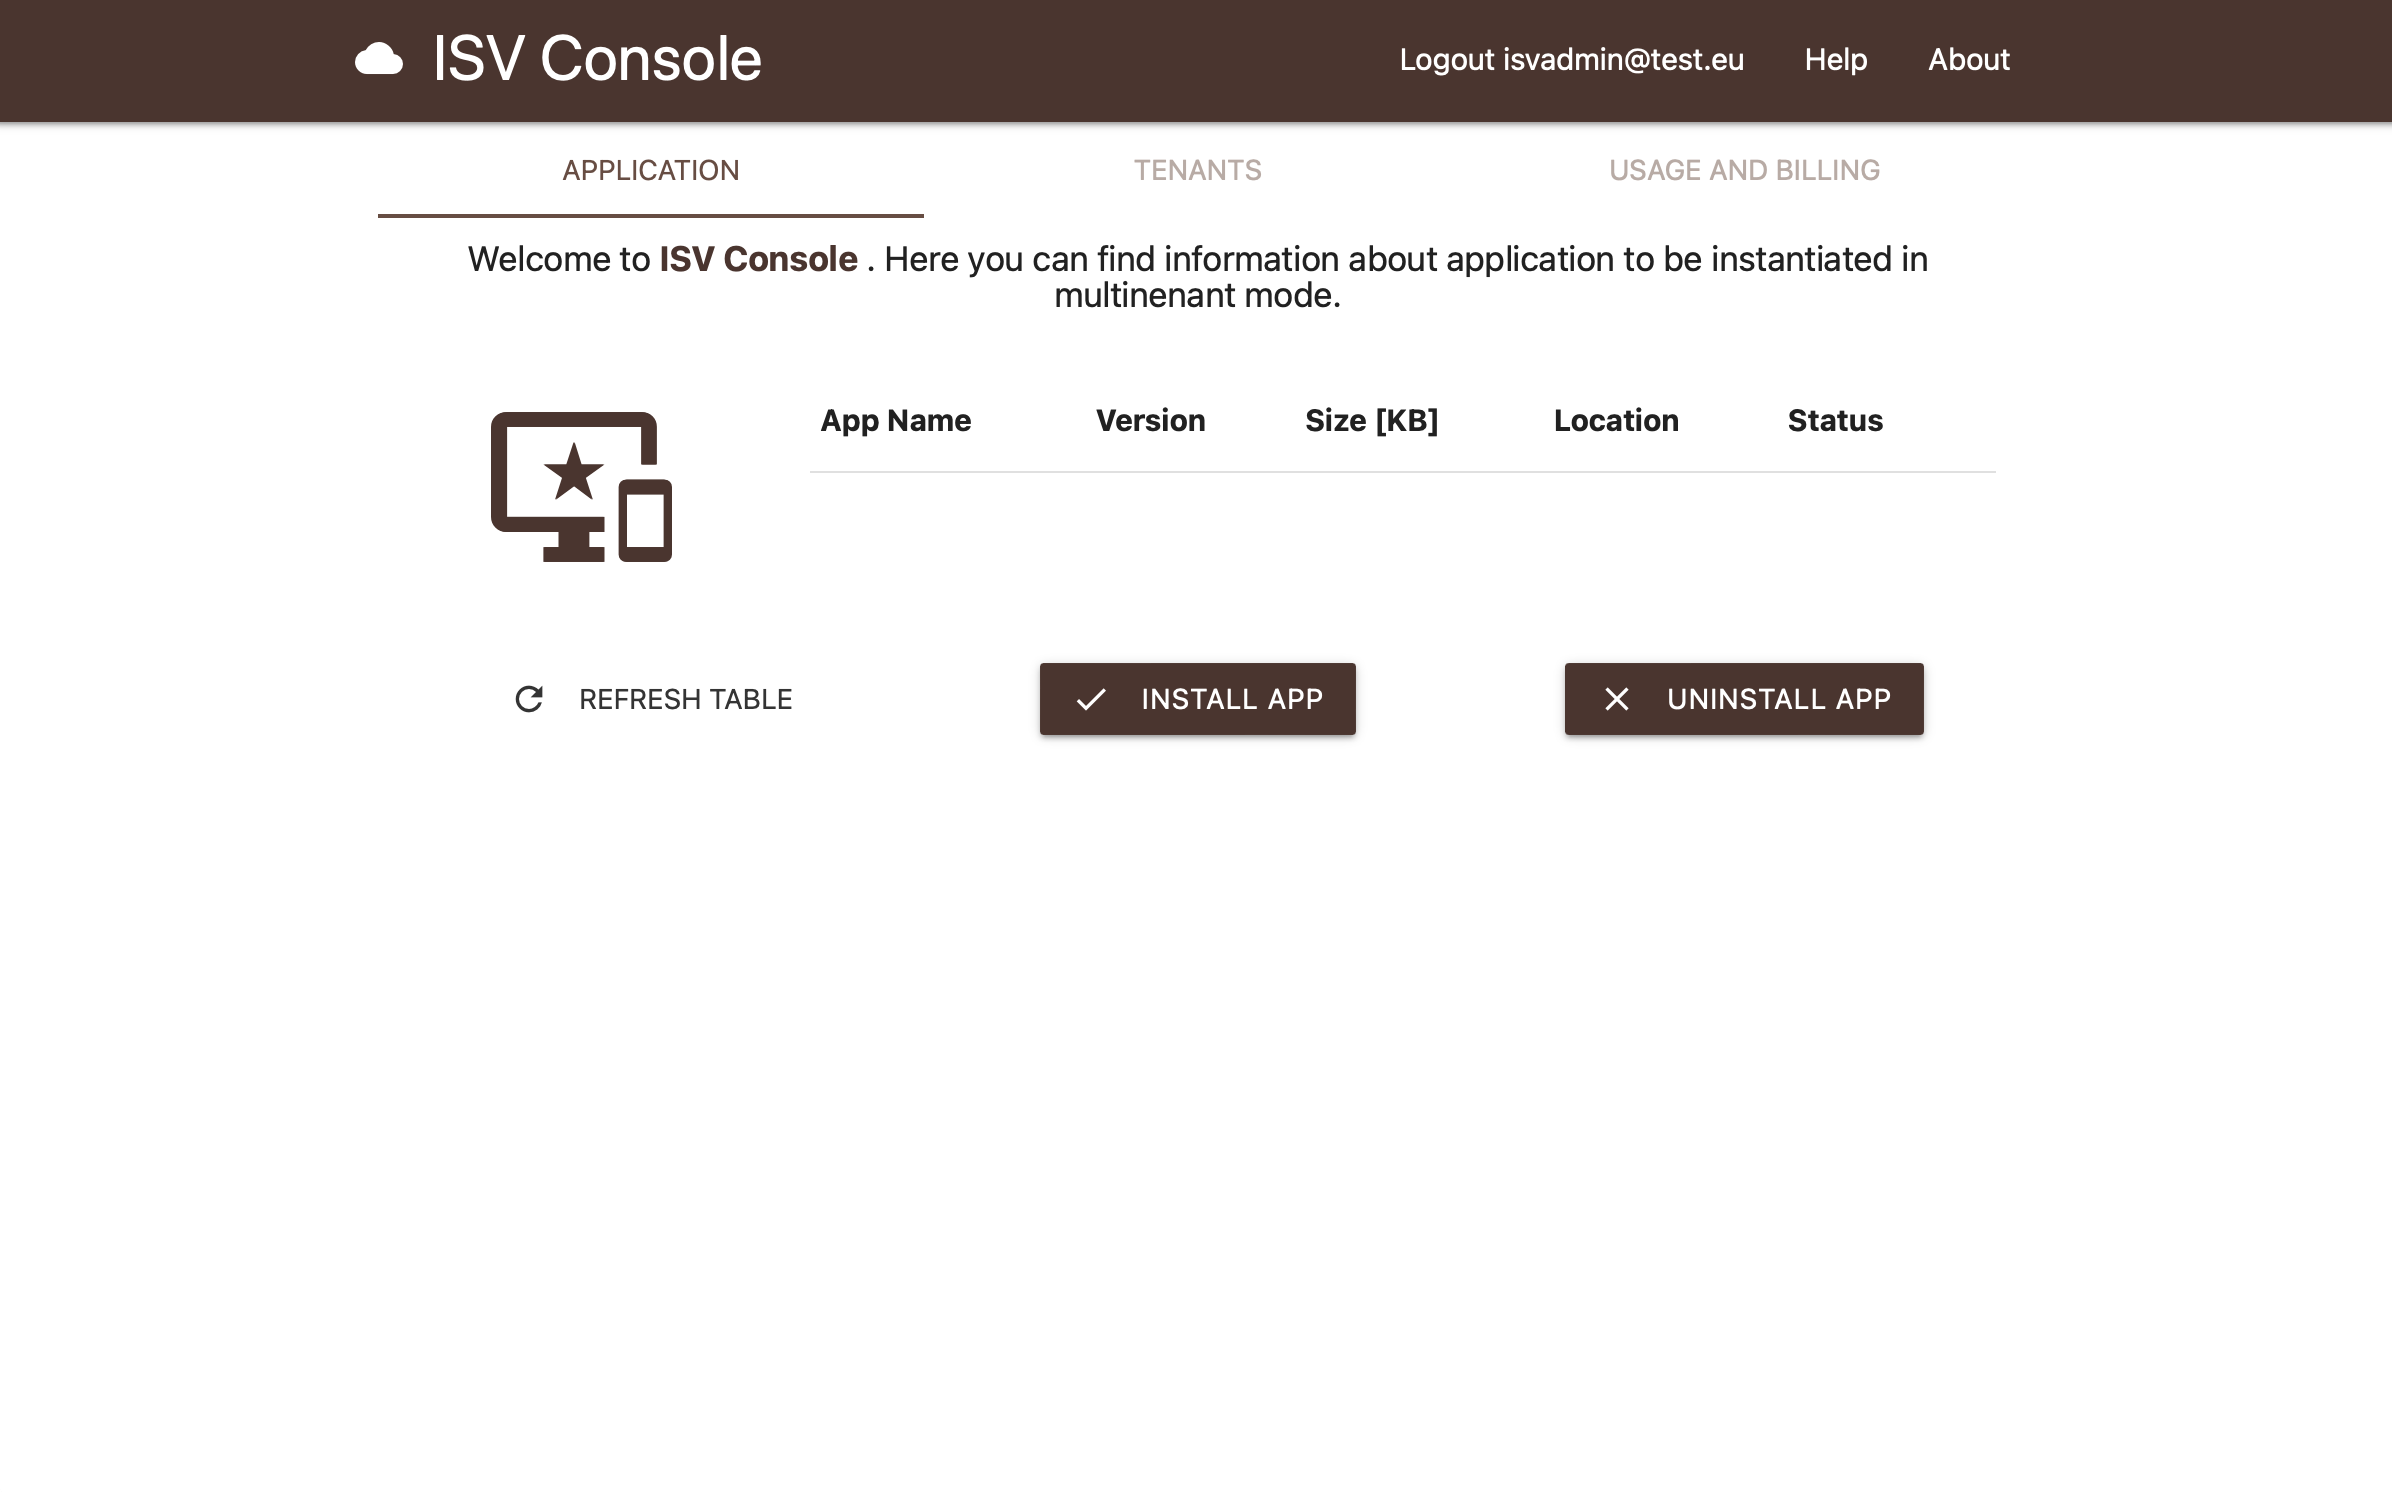 ISV Console
Logout isvadmin@test.eu Help About
APPLICATION TENANTS USAGE AND BILLING
Welcome to ISV Console . Here you can find information about application to be instantiated in
multinenant mode.
App Name Version Size [KB] Location Status
REFRESH TABLE INSTALL APP UNINSTALL APP